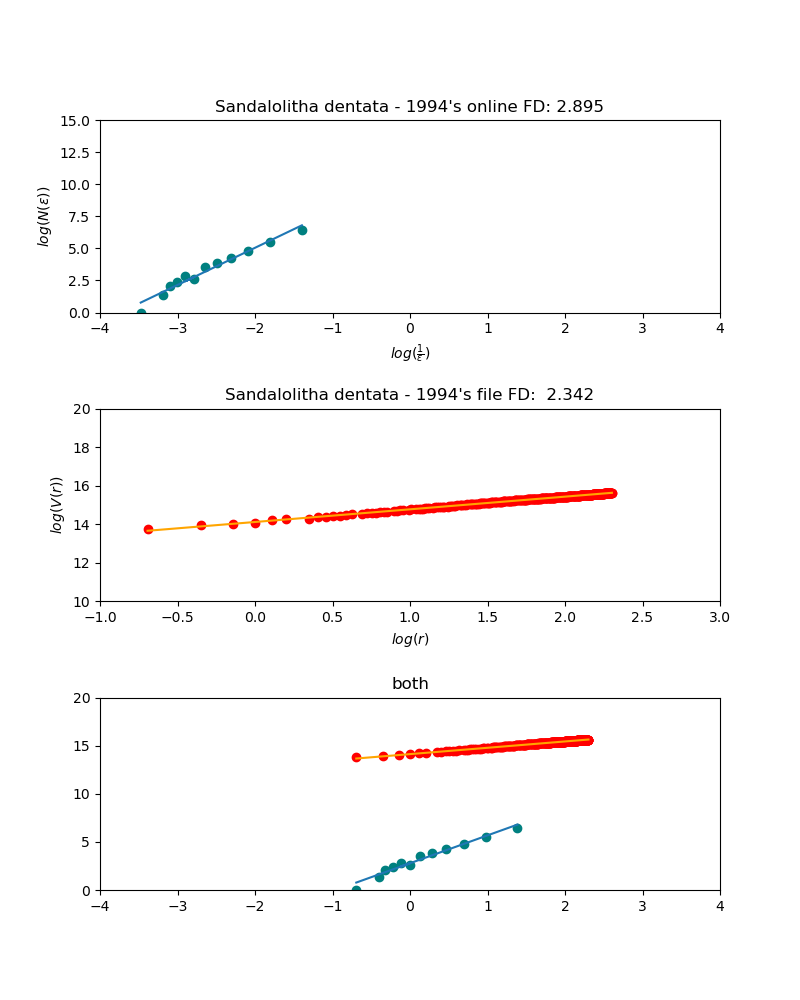 Sandalolitha dentata - 1994's online FD: 2.895
15.0
12.5
10.0
7.5
5.0
2.5
0.0
log(N(ε))
−4 −3 −2 −1 0 1 2 3 4
log(1/ε)
Sandalolitha dentata - 1994's file FD:  2.342
20
18
16
14
12
10
log(V(r))
−1.0 −0.5 0.0 0.5 1.0 1.5 2.0 2.5 3.0
log(r)
both
20
15
10
5
0
−4 −3 −2 −1 0 1 2 3 4